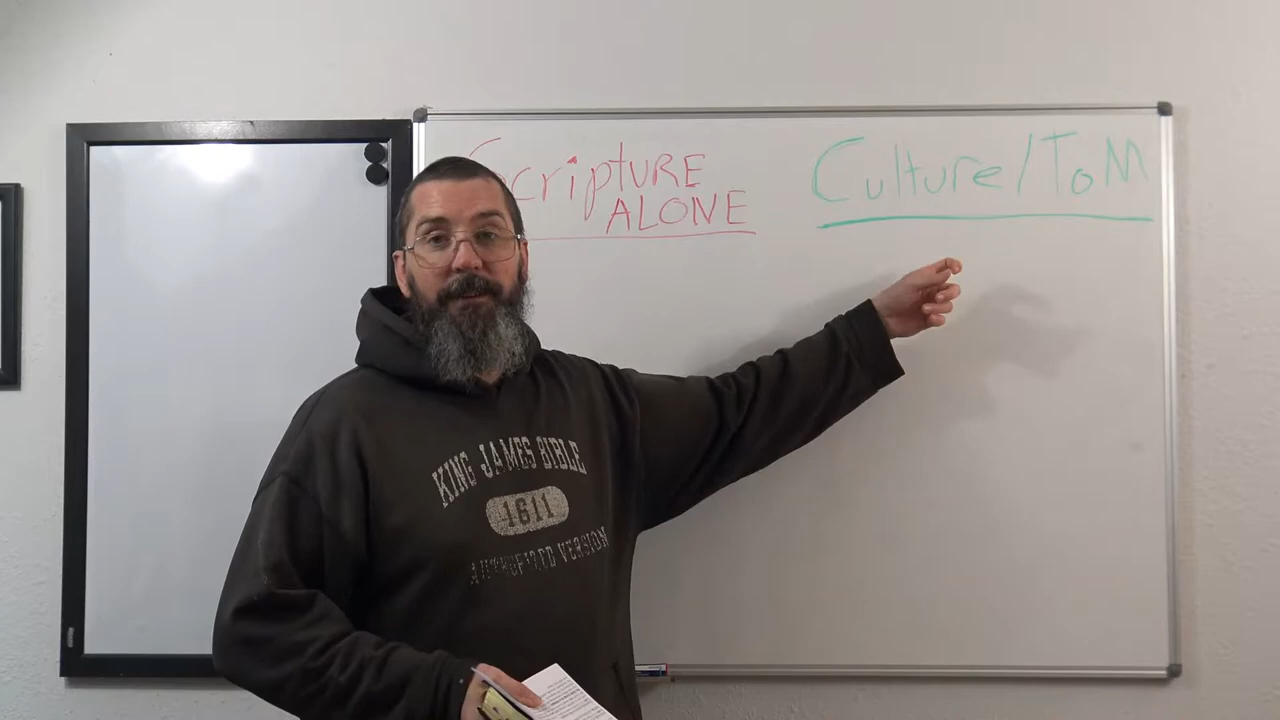 Scripture
ALONE
Culture/ToM
KING JAMES BIBLE
1611
AUTHORIZED VERSION